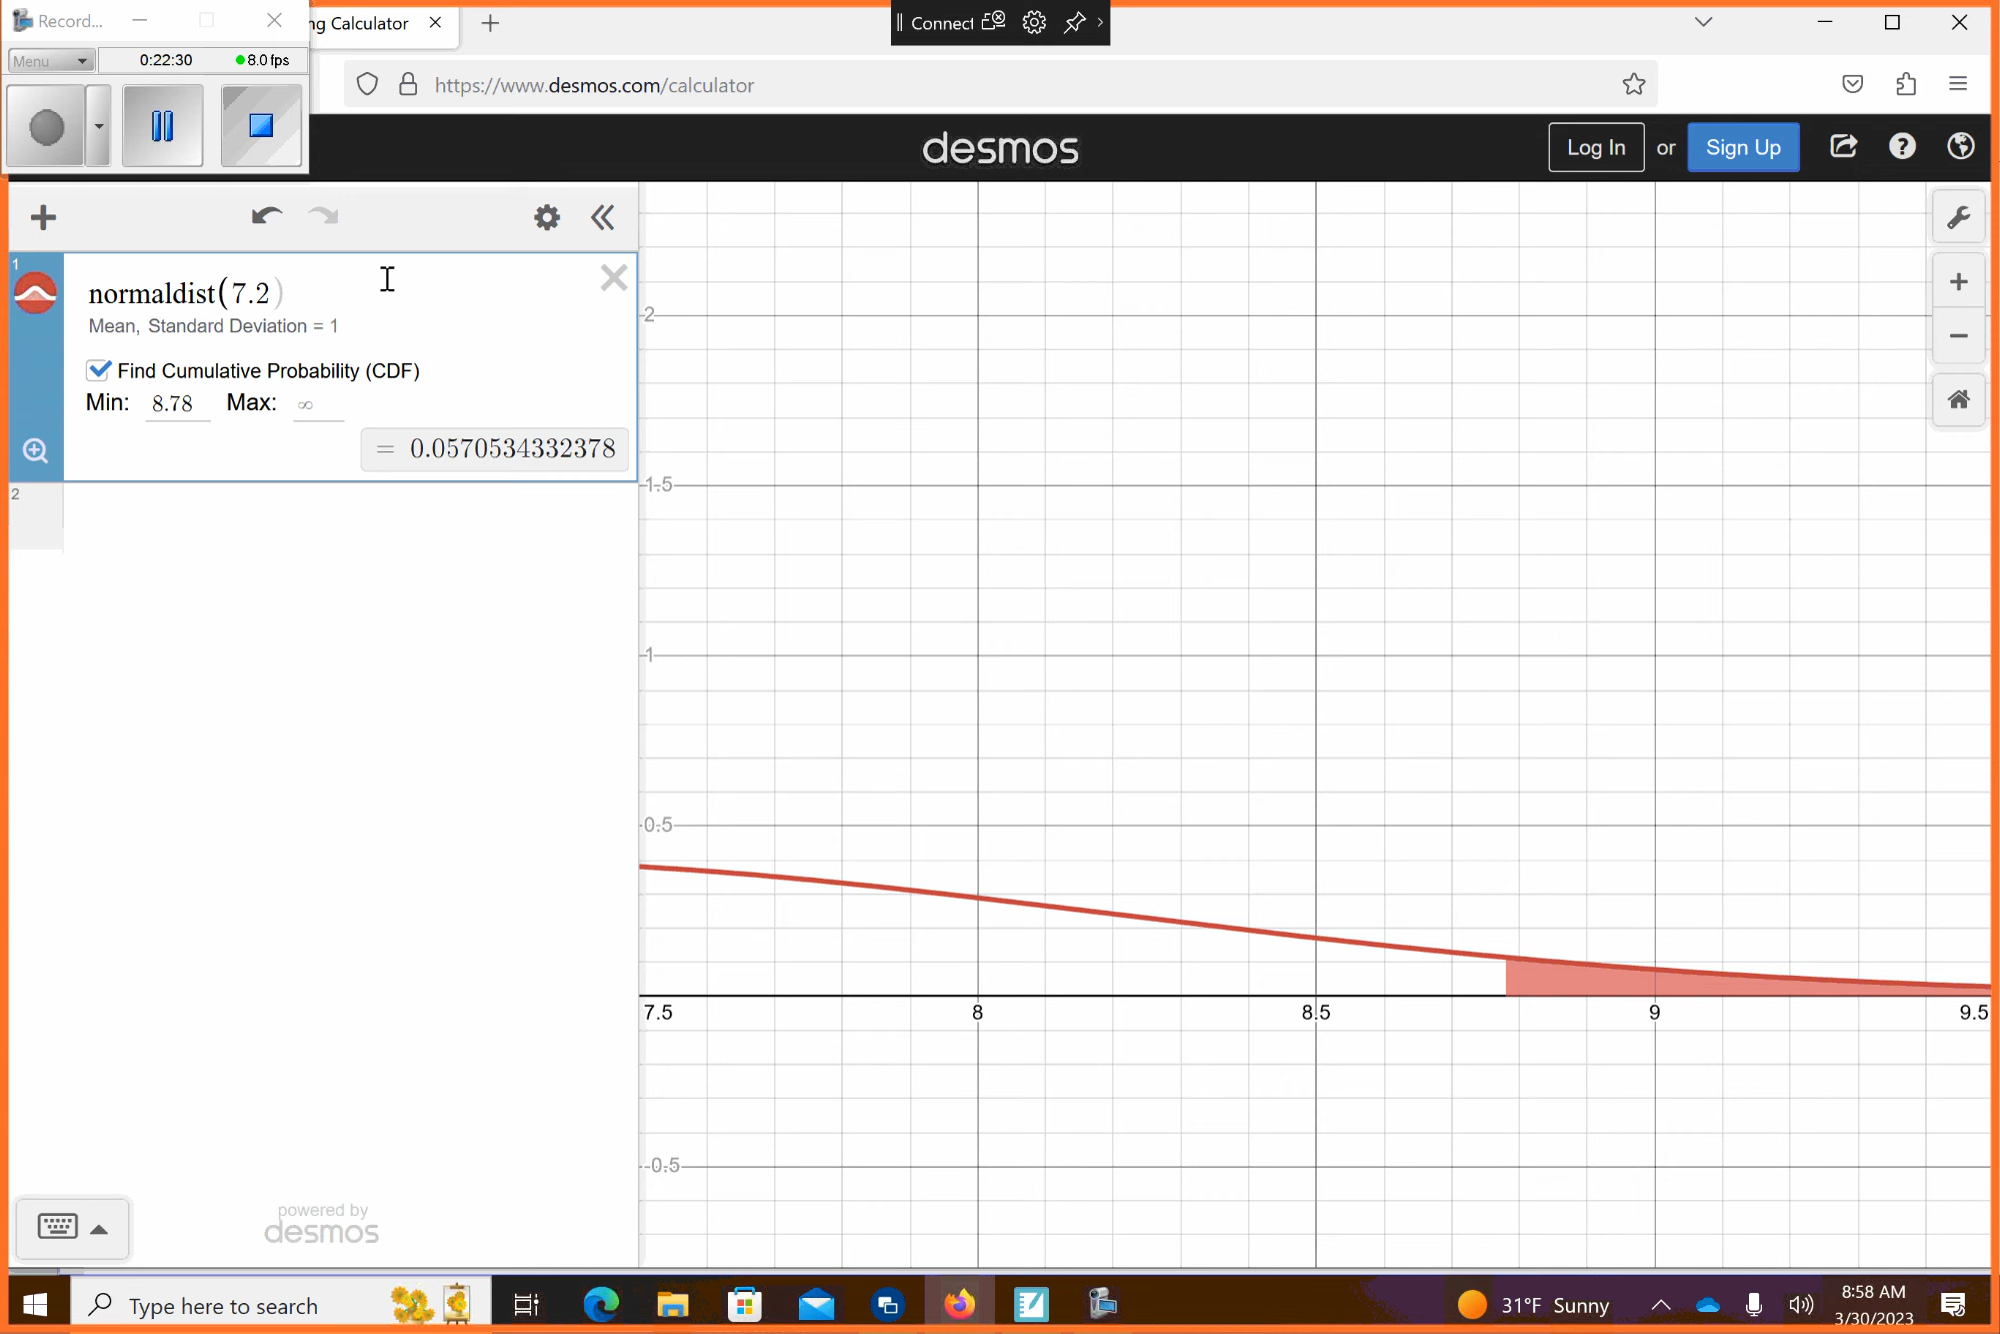 Record...
ng Calculator
Connect
Menu
0:22:30
8.0 fps
https://www.desmos.com/calculator
desmos
Log In or Sign Up
1
normaldist(7.2)
Mean, Standard Deviation = 1
Find Cumulative Probability (CDF)
Min: 8.78 Max: ∞
= 0.0570534332378
2
2
1.5
1
0.5
7.5 8 8.5 9 9.5
-0.5
powered by
desmos
Type here to search
31°F Sunny
8:58 AM
3/30/2023